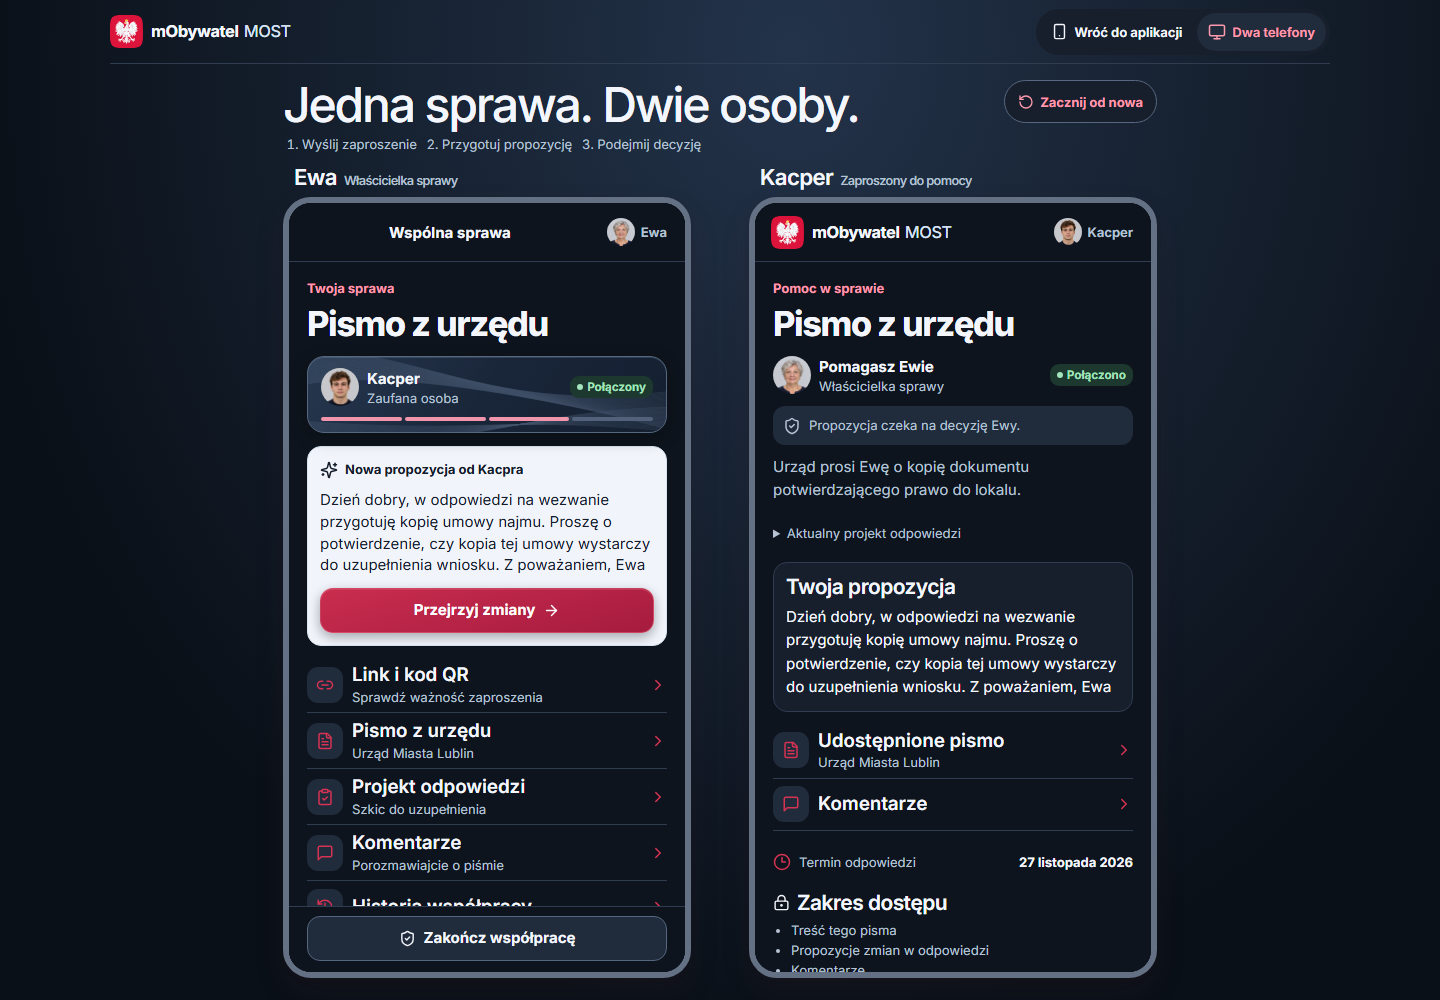 mObywatel MOST
Wróć do aplikacji
Dwa telefony
Jedna sprawa. Dwie osoby.
Zacznij od nowa
1. Wyślij zaproszenie 2. Przygotuj propozycję 3. Podejmij decyzję
Ewa Właścicielka sprawy
Wspólna sprawa
Ewa
Twoja sprawa
Pismo z urzędu
Kacper
Zaufana osoba
Połączony
Nowa propozycja od Kacpra
Dzień dobry, w odpowiedzi na wezwanie
przygotuję kopię umowy najmu. Proszę o
potwierdzenie, czy kopia tej umowy wystarczy
do uzupełnienia wniosku. Z poważaniem, Ewa
Przejrzyj zmiany
Link i kod QR
Sprawdź ważność zaproszenia
Pismo z urzędu
Urząd Miasta Lublin
Projekt odpowiedzi
Szkic do uzupełnienia
Komentarze
Porozmawiajcie o piśmie
Historia współpracy
Zakończ współpracę
Kacper Zaproszony do pomocy
mObywatel MOST
Kacper
Pomoc w sprawie
Pismo z urzędu
Pomagasz Ewie
Właścicielka sprawy
Połączono
Propozycja czeka na decyzję Ewy.
Urząd prosi Ewę o kopię dokumentu
potwierdzającego prawo do lokalu.
Aktualny projekt odpowiedzi
Twoja propozycja
Dzień dobry, w odpowiedzi na wezwanie
przygotuję kopię umowy najmu. Proszę o
potwierdzenie, czy kopia tej umowy wystarczy
do uzupełnienia wniosku. Z poważaniem, Ewa
Udostępnione pismo
Urząd Miasta Lublin
Komentarze
Termin odpowiedzi
27 listopada 2026
Zakres dostępu
• Treść tego pisma
• Propozycje zmian w odpowiedzi
• Komentarze